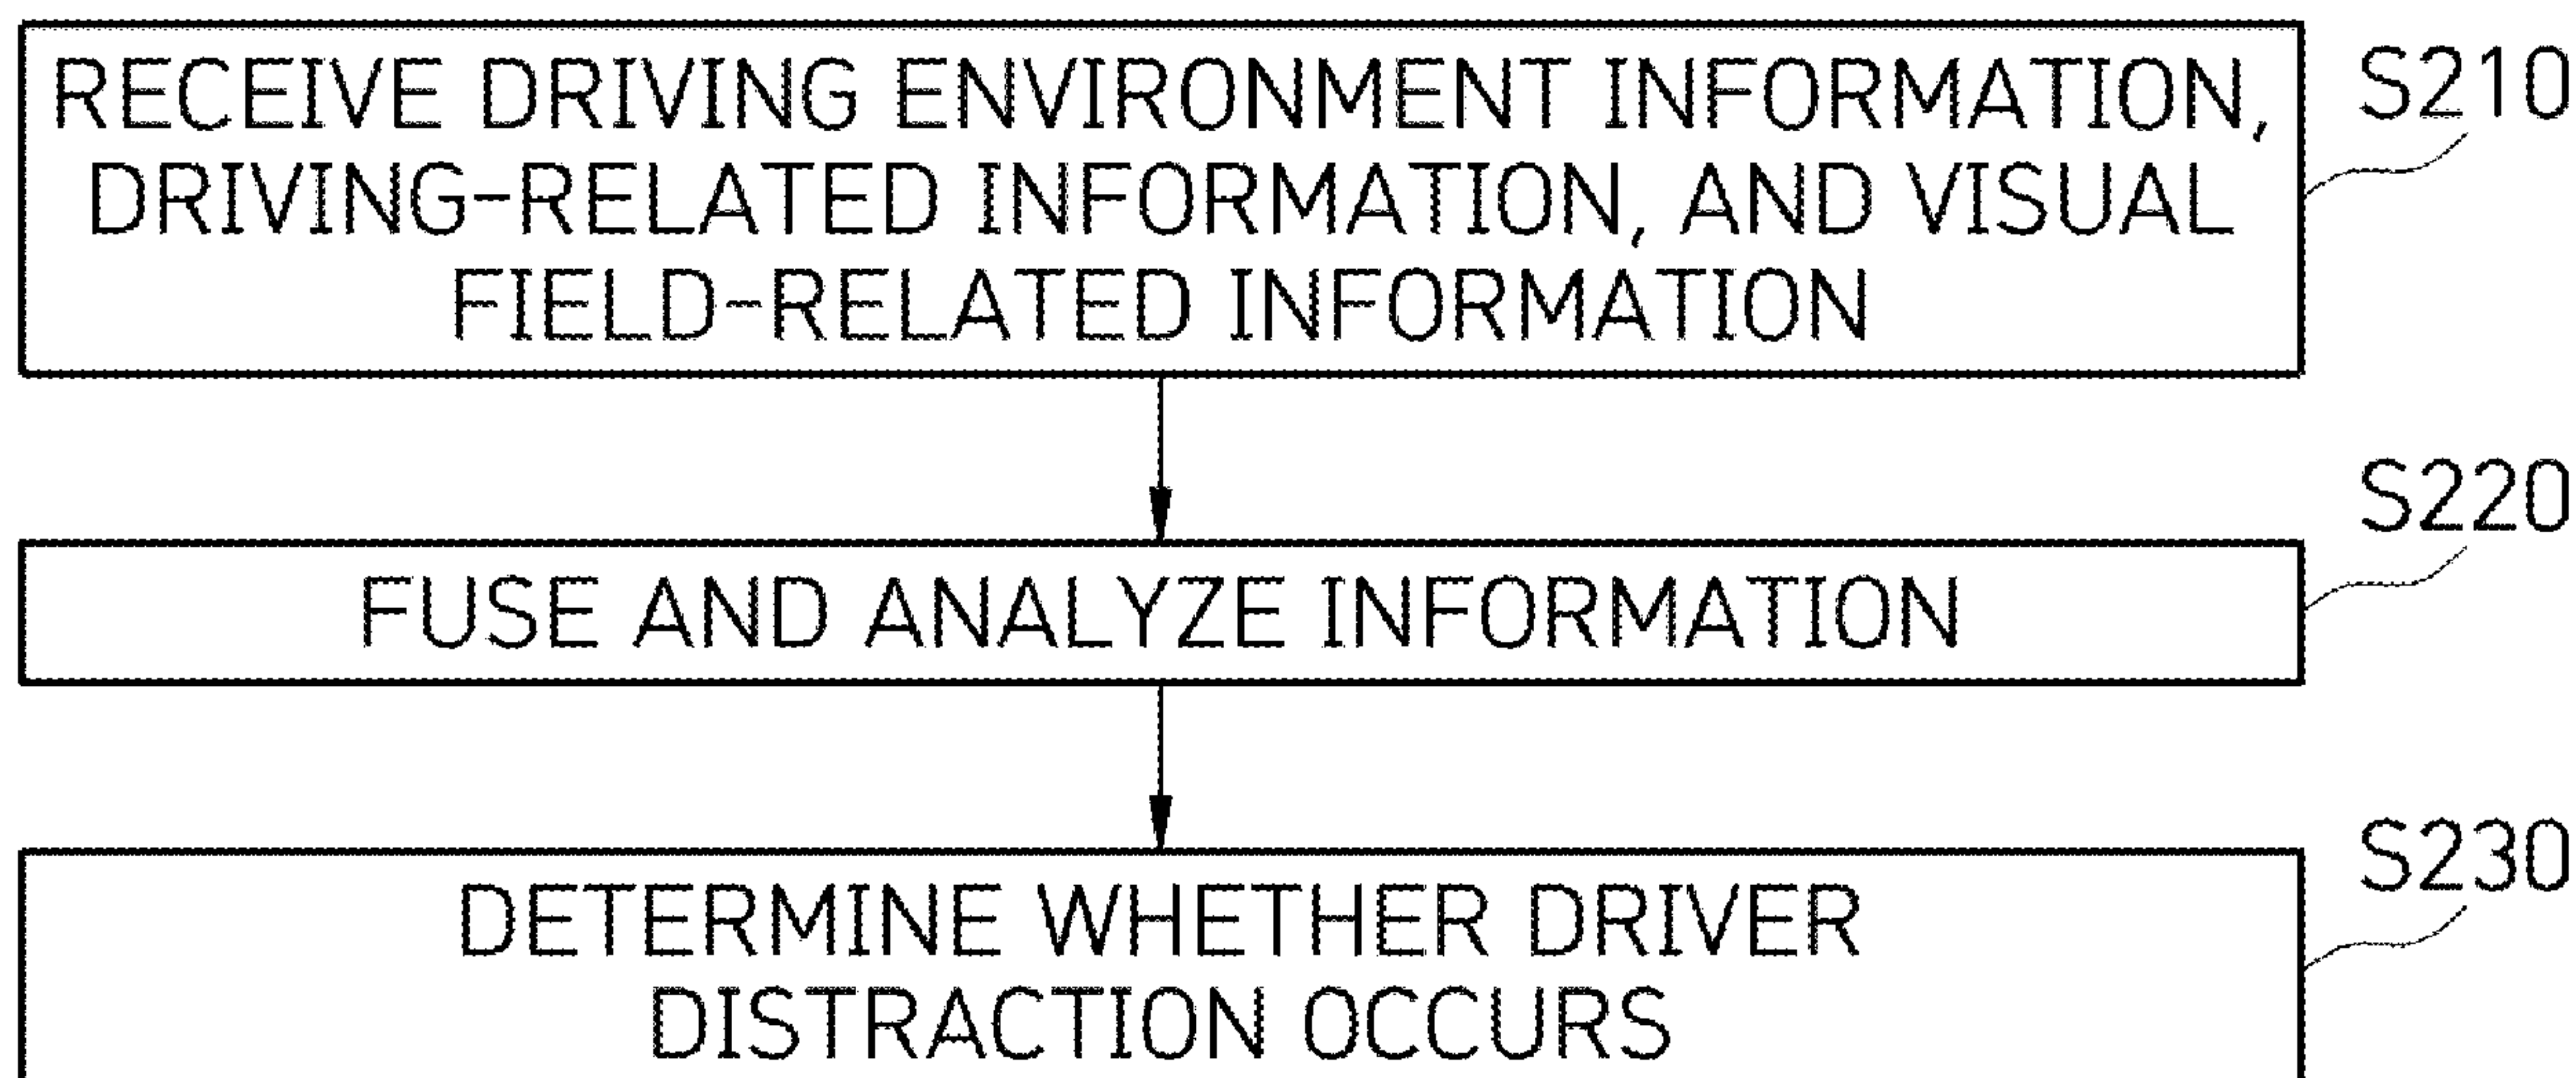 RECEIVE DRIVING ENVIRONMENT INFORMATION,
DRIVING-RELATED INFORMATION, AND VISUAL
FIELD-RELATED INFORMATION
S210
FUSE AND ANALYZE INFORMATION
S220
DETERMINE WHETHER DRIVER
DISTRACTION OCCURS
S230